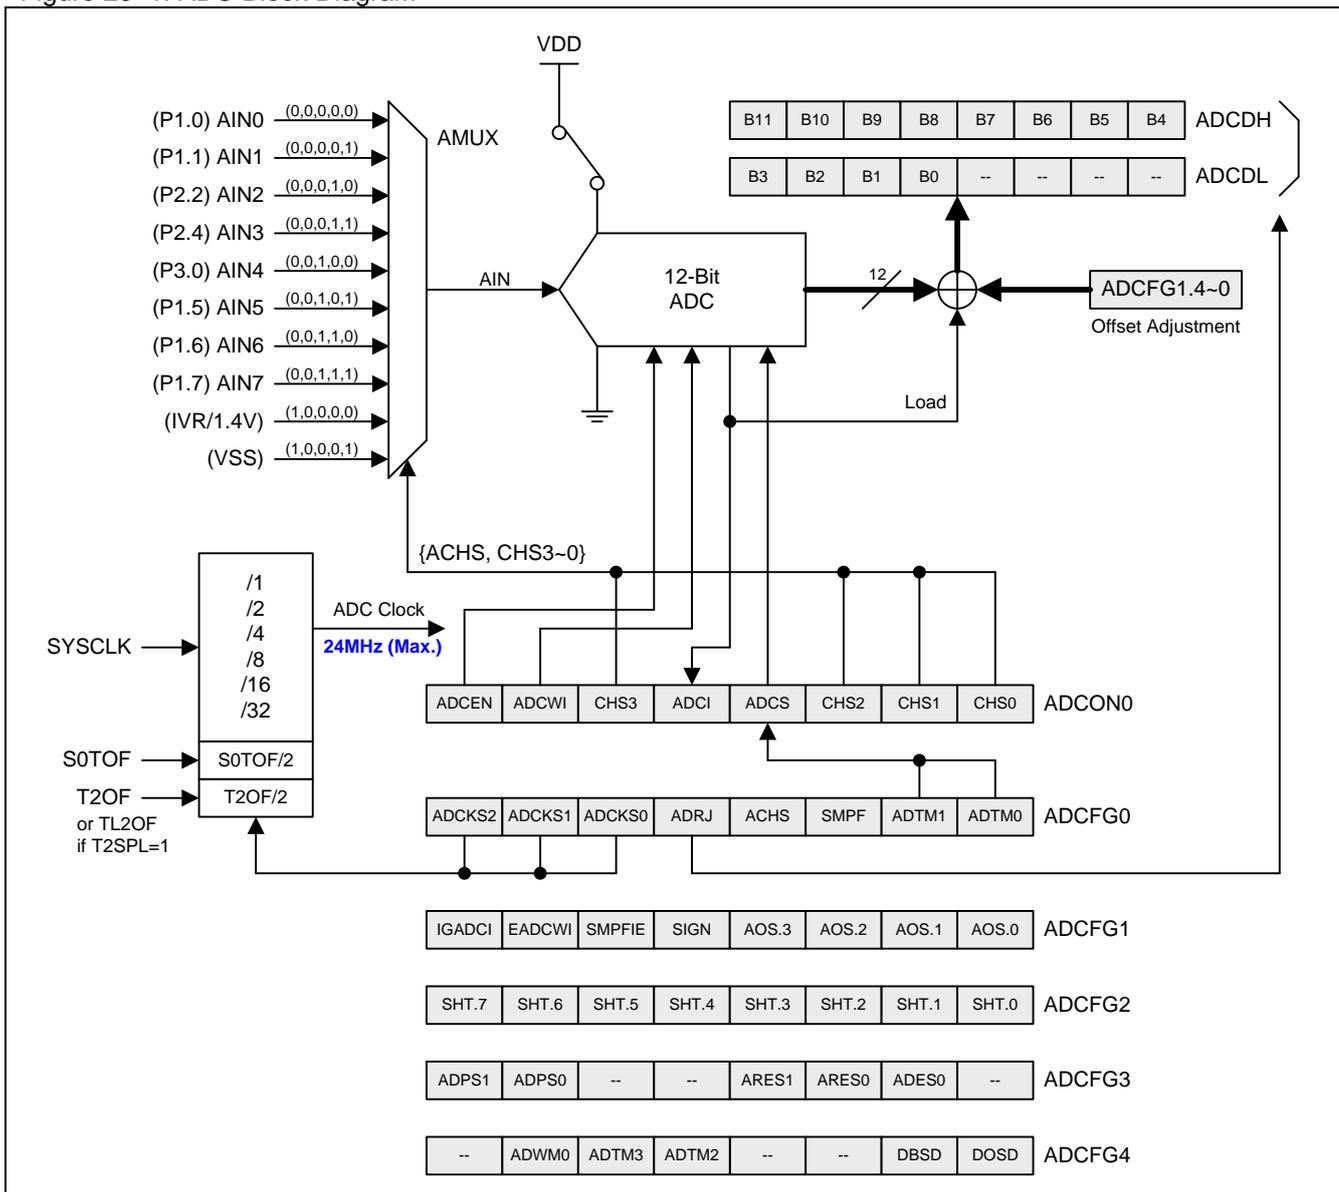 VDD
(P1.0) AIN0 (0,0,0,0,0)
(P1.1) AIN1 (0,0,0,0,1)
(P2.2) AIN2 (0,0,0,1,0)
(P2.4) AIN3 (0,0,0,1,1)
(P3.0) AIN4 (0,0,1,0,0)
(P1.5) AIN5 (0,0,1,0,1)
(P1.6) AIN6 (0,0,1,1,0)
(P1.7) AIN7 (0,0,1,1,1)
(IVR/1.4V) (1,0,0,0,0)
(VSS) (1,0,0,0,1)
AMUX
AIN
12-Bit
ADC
B11 B10 B9 B8 B7 B6 B5 B4 ADCDH
B3 B2 B1 B0 -- -- -- -- ADCDL
12
ADCFG1.4~0
Offset Adjustment
Load
{ACHS, CHS3~0}
SYSCLK
/1
/2
/4
/8
/16
/32
ADC Clock
24MHz (Max.)
S0TOF
S0TOF/2
T2OF
T2OF/2
or TL2OF
if T2SPL=1
ADCEN ADCWI CHS3 ADCI ADCS CHS2 CHS1 CHS0 ADCON0
ADCKS2 ADCKS1 ADCKS0 ADRJ ACHS SMPF ADTM1 ADTM0 ADCFG0
IGADCI EADCWI SMPFIE SIGN AOS.3 AOS.2 AOS.1 AOS.0 ADCFG1
SHT.7 SHT.6 SHT.5 SHT.4 SHT.3 SHT.2 SHT.1 SHT.0 ADCFG2
ADPS1 ADPS0 -- -- ARES1 ARES0 ADES0 -- ADCFG3
-- ADWM0 ADTM3 ADTM2 -- -- DBSD DOSD ADCFG4